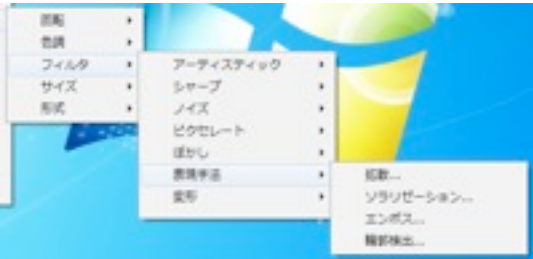 回転
色調
フィルタ
サイズ
形式
アーティスティック
シャープ
ノイズ
ピクセレート
ぼかし
表現手法
変形
拡散...
ソラリゼーション...
エンボス...
輪郭検出...